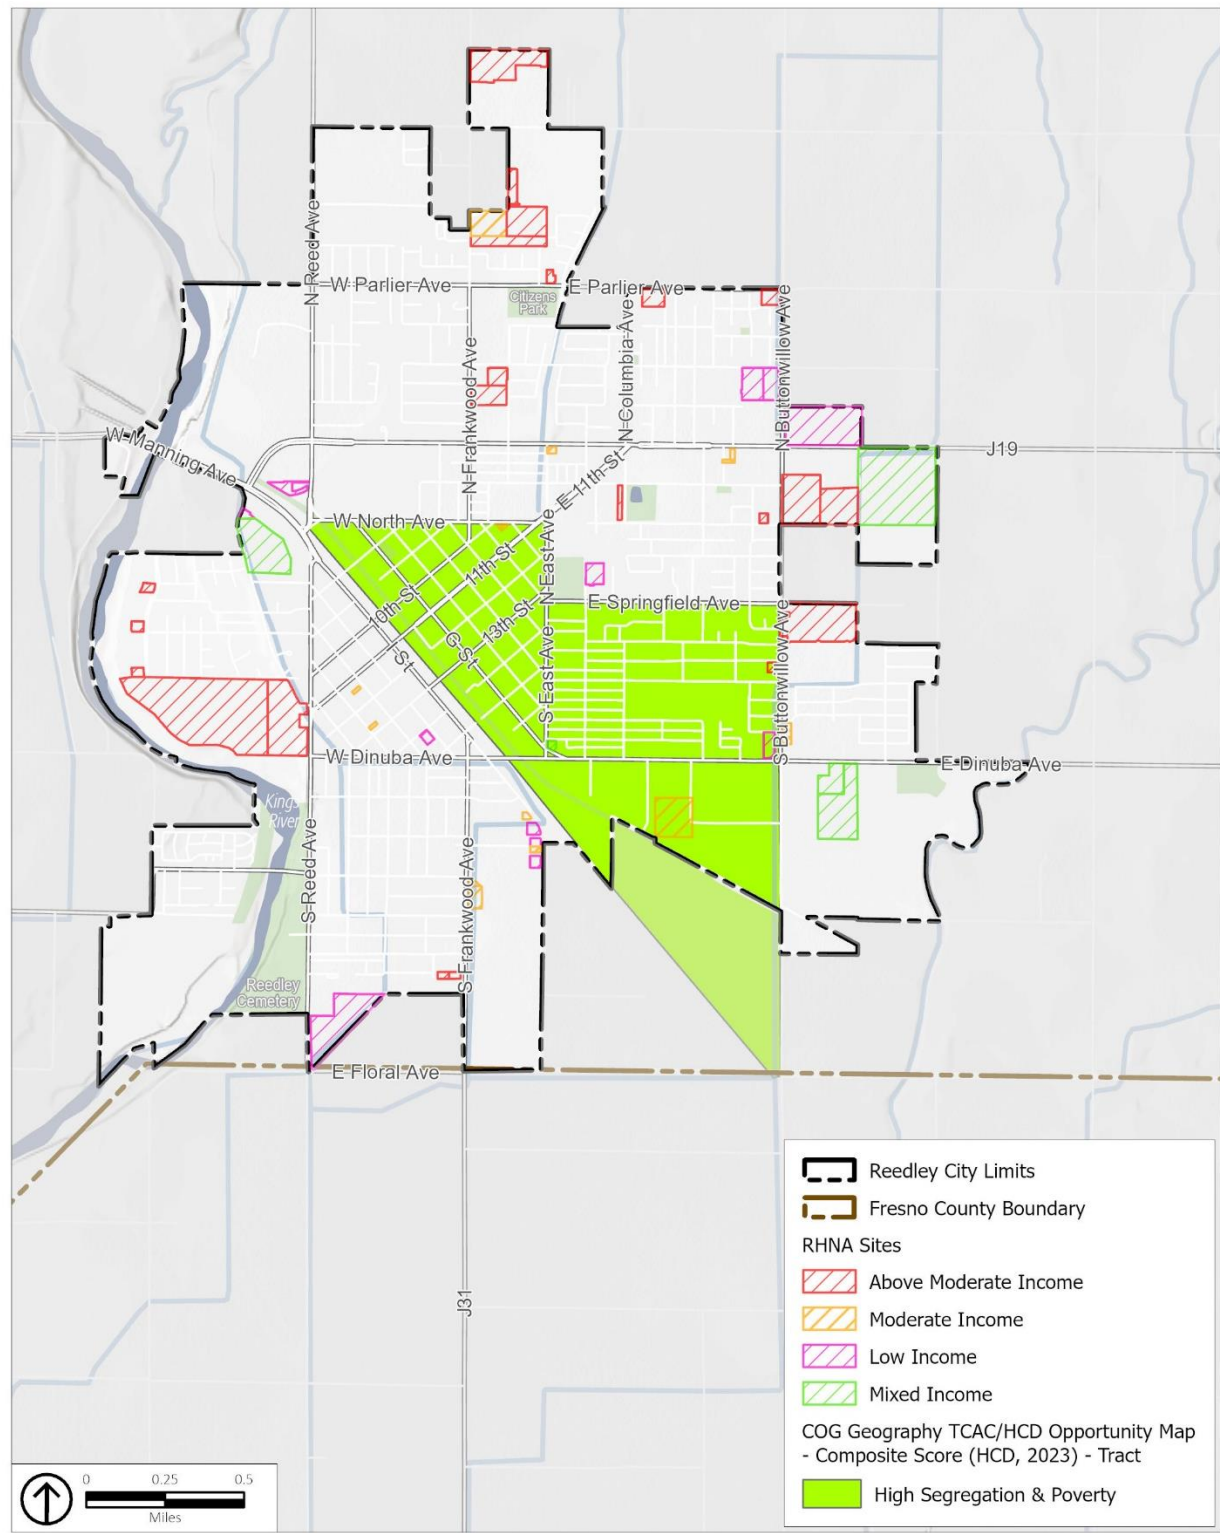 N Reed Ave
W Parlier Ave
E Parlier Ave
Citizens
Park
N Columbia Ave
N Buttonwillow Ave
N Frankwood Ave
W Manning Ave
J19
E 11th St
W North Ave
11th St
N East Ave
10th St
13th St
E Springfield Ave
G St
St
S East Ave
S Buttonwillow Ave
W Dinuba Ave
E Dinuba Ave
Kings
River
S Reed Ave
S Frankwood Ave
Reedley
Cemetery
E Floral Ave
J31
Reedley City Limits
Fresno County Boundary
RHNA Sites
Above Moderate Income
Moderate Income
Low Income
Mixed Income
COG Geography TCAC/HCD Opportunity Map
- Composite Score (HCD, 2023) - Tract
High Segregation & Poverty
0 0.25 0.5
Miles